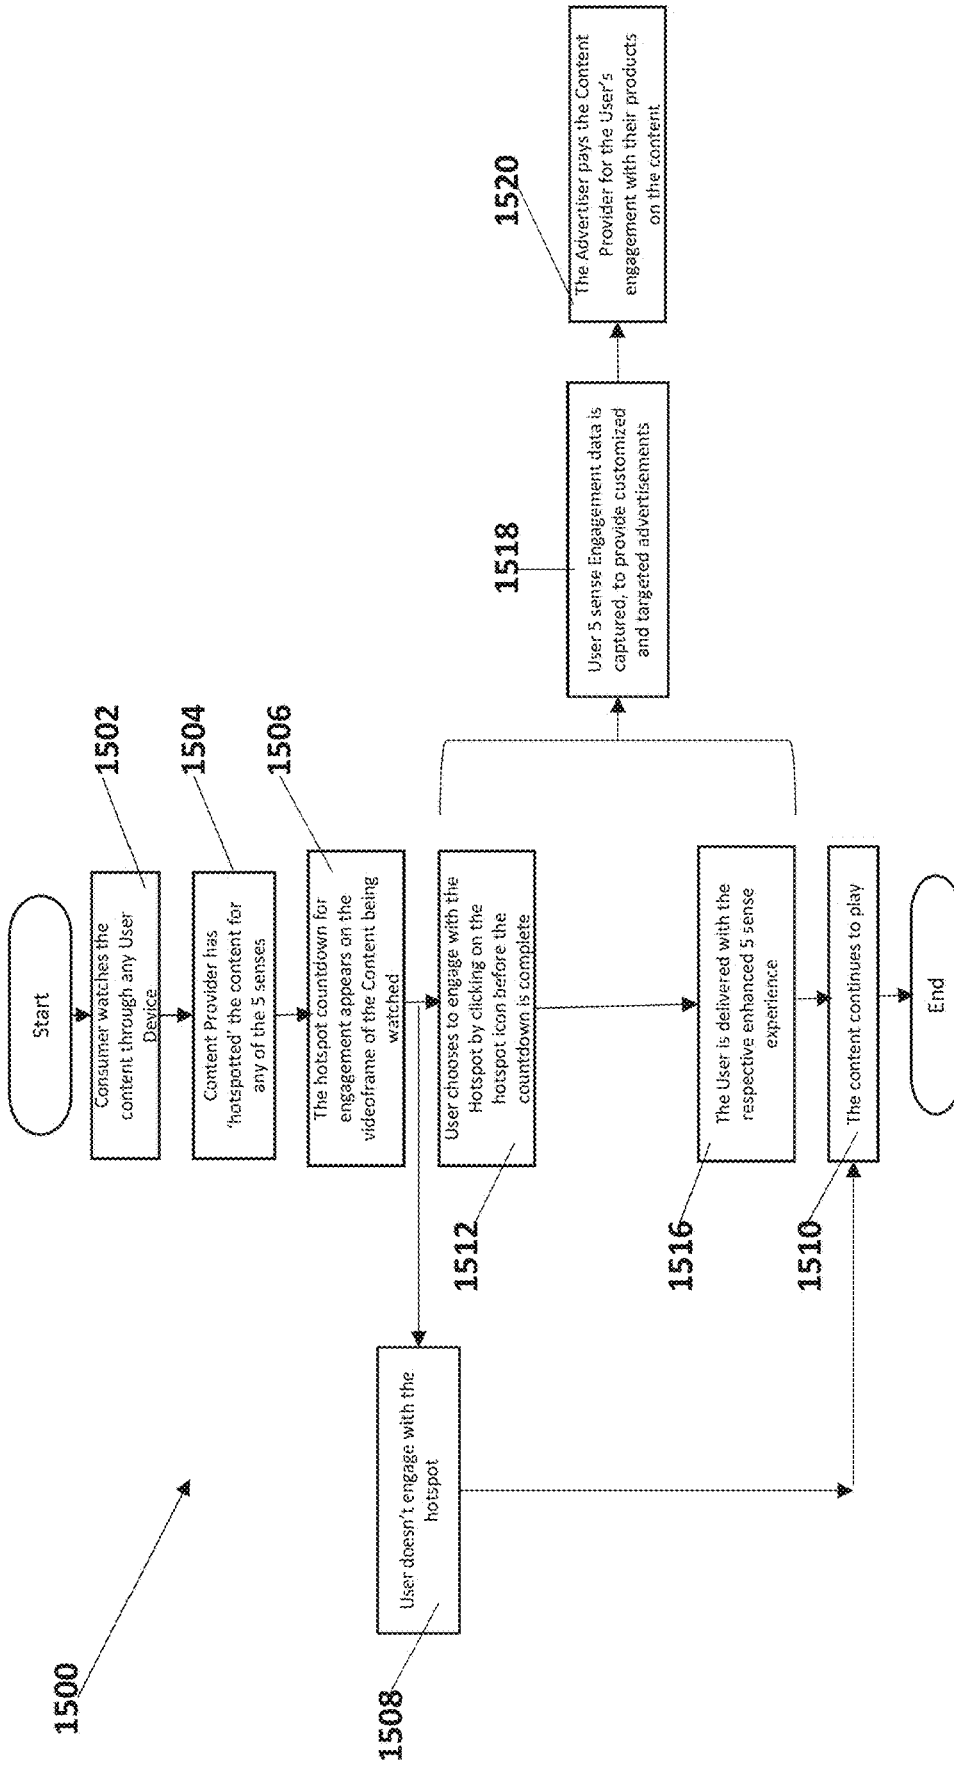 1500
Start
Consumer watches the
content through any User
Device
1502
Content Provider has
'hotspotted' the content for
any of the 5 senses
1504
The hotspot countdown for
engagement appears on the
videoframe of the Content being
watched
1506
User doesn't engage with the
hotspot
1508
User chooses to engage with the
Hotspot by clicking on the
hotspot icon before the
countdown is complete
1512
The User is delivered with the
respective enhanced 5 sense
experience
1516
The content continues to play
1510
End
User 5 sense Engagement data is
captured, to provide customized
and targeted advertisements
1518
The Advertiser pays the Content
Provider for the User's
engagement with their products
on the content
1520